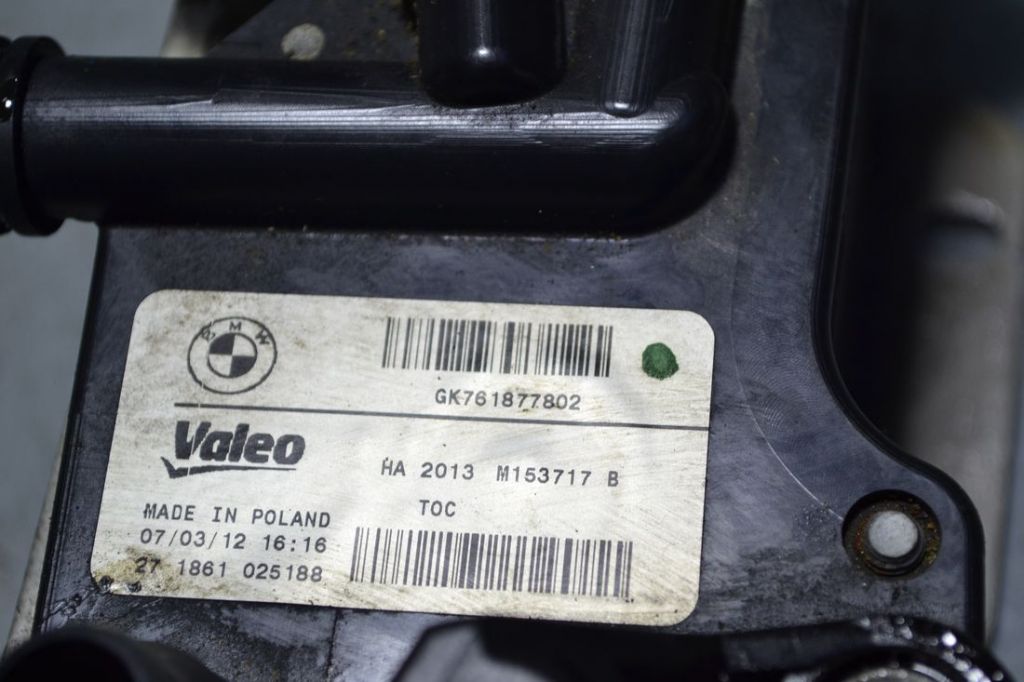 BMW
GK761877802
Valeo
HA 2013 M153717 B
TOC
MADE IN POLAND
07/03/12 16:16
27 1861 025188